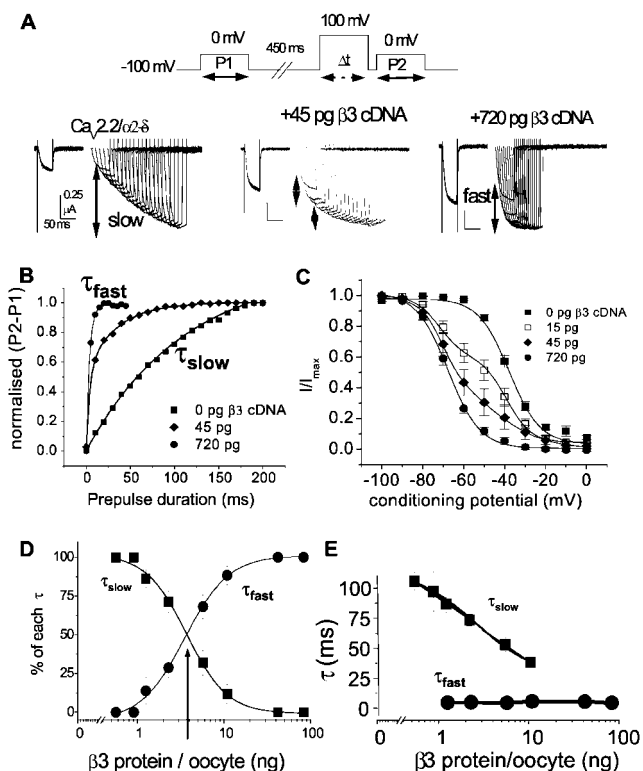 A
100 mV
0 mV
450 ms
0 mV
-100 mV
P1
Δt
P2
Caᵥ2.2/α2-δ
+45 pg β3 cDNA
+720 pg β3 cDNA
0.25
µA
50 ms
slow
fast
B
C
normalised (P2-P1)
1.0
0.8
0.6
0.4
0.2
0.0
τfast
τslow
0 pg β3 cDNA
45 pg
720 pg
0
50
100
150
200
Prepulse duration (ms)
I/Imax
1.0
0.8
0.6
0.4
0.2
0.0
0 pg β3 cDNA
15 pg
45 pg
720 pg
-100
-80
-60
-40
-20
0
conditioning potential (mV)
D
E
% of each τ
100
75
50
25
0
τslow
τfast
0
1
10
100
β3 protein / oocyte (ng)
τ (ms)
100
75
50
25
0
τslow
τfast
0
1
10
100
β3 protein/oocyte (ng)